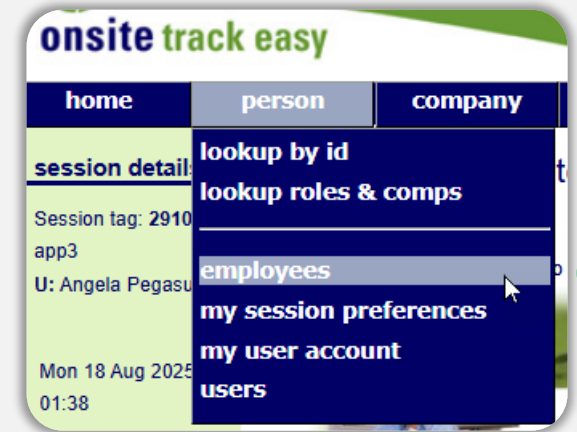 onsite track easy
home person company
lookup by id
lookup roles & comps
employees
my session preferences
my user account
users
session detail
Session tag: 2910
app3
U: Angela Pegasu
Mon 18 Aug 2025
01:38